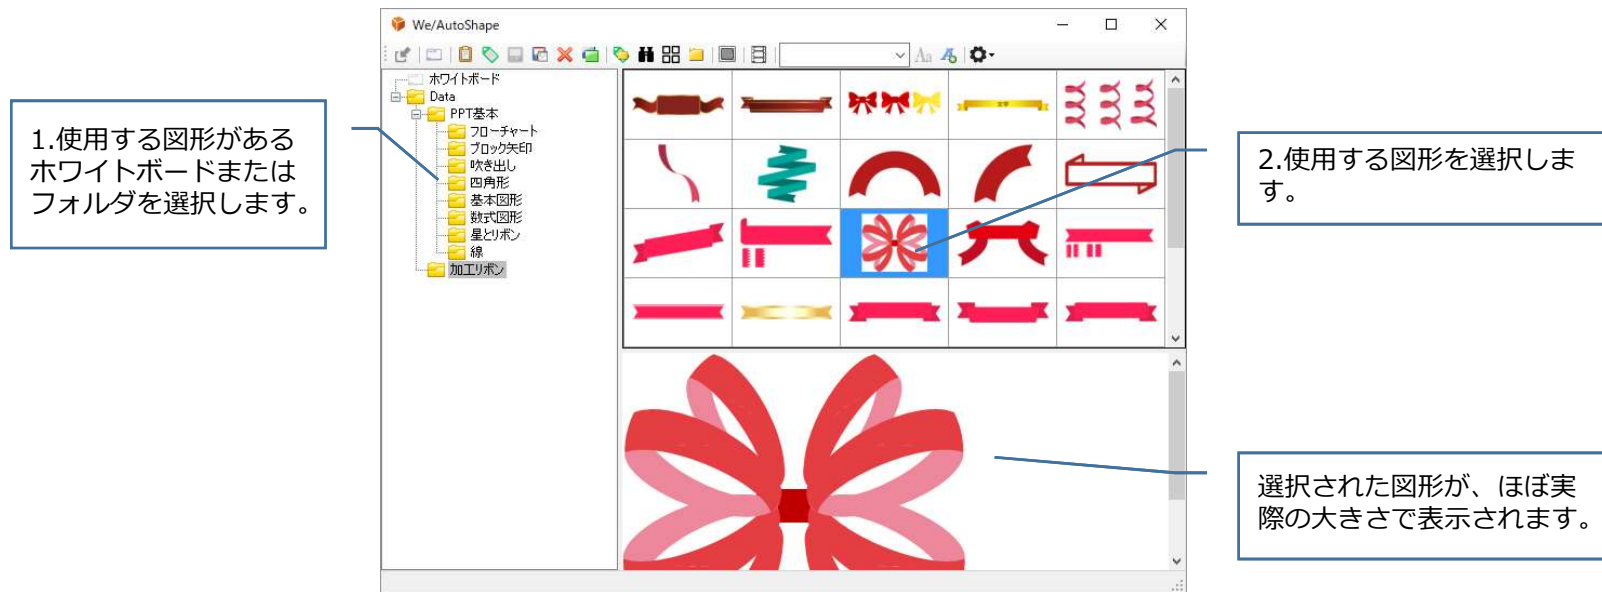 We/AutoShape
ホワイトボード
Data
PPT基本
フローチャート
ブロック矢印
吹き出し
四角形
基本図形
数式図形
星とリボン
線
加工リボン
文字
1.使用する図形がある
ホワイトボードまたは
フォルダを選択します。
2.使用する図形を選択しま
す。
選択された図形が、ほぼ実
際の大きさで表示されます。